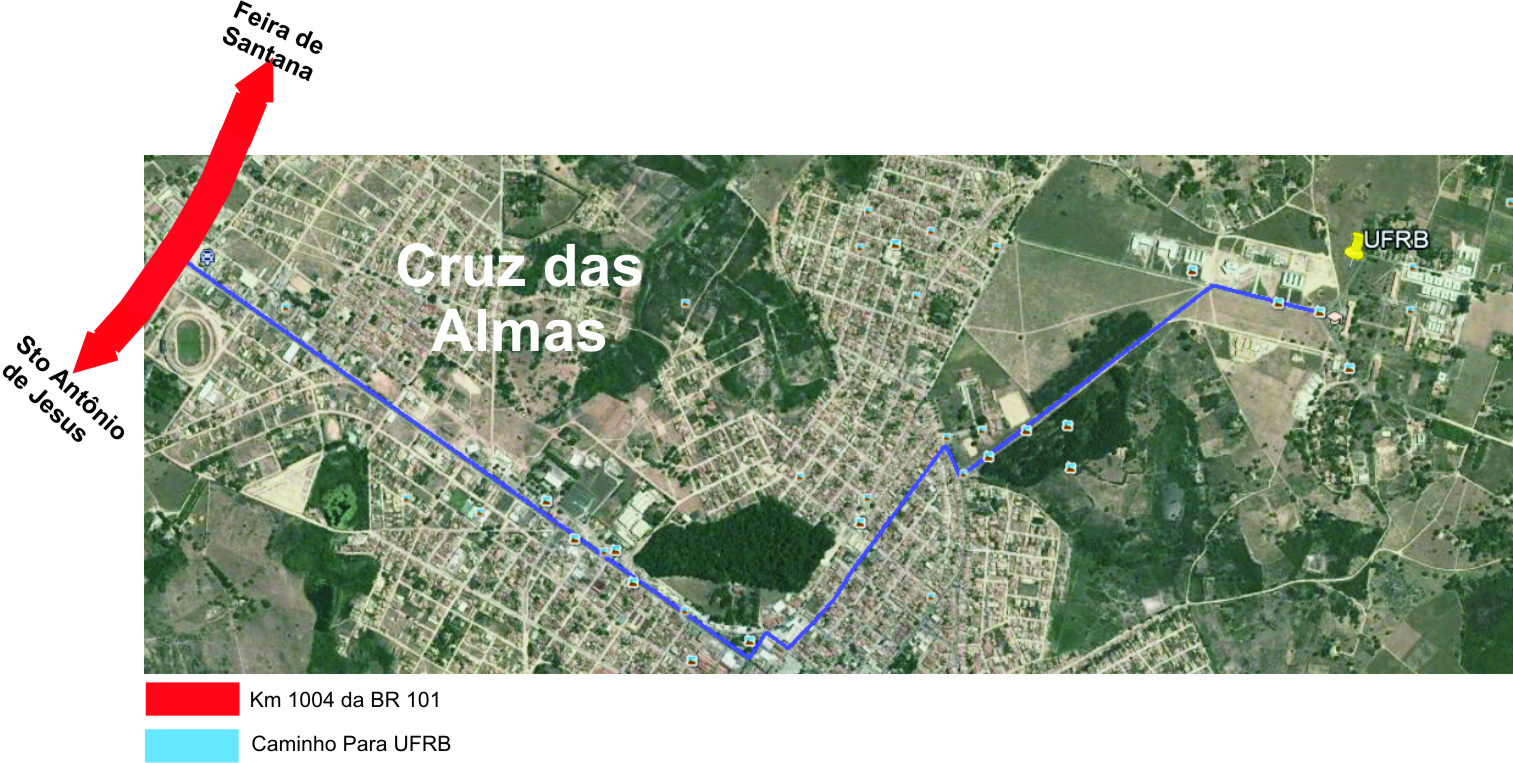 Feira de
Santana
Cruz das
Almas
UFRB
Sto Antônio
de Jesus
Km 1004 da BR 101
Caminho Para UFRB